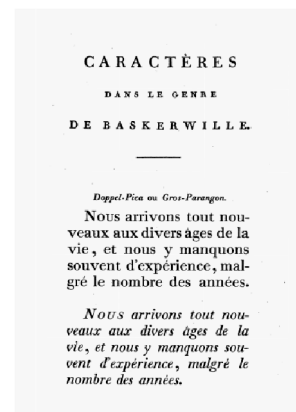 CARACTÈRES
DANS LE GENRE
DE BASKERWILLE.
Doppel-Pica ou Gros-Parangon.
Nous arrivons tout nou-
veaux aux divers âges de la
vie, et nous y manquons
souvent d'expérience, mal-
gré le nombre des années.
Nous arrivons tout nou-
veaux aux divers âges de la
vie, et nous y manquons sou-
vent d'expérience, malgré le
nombre des années.